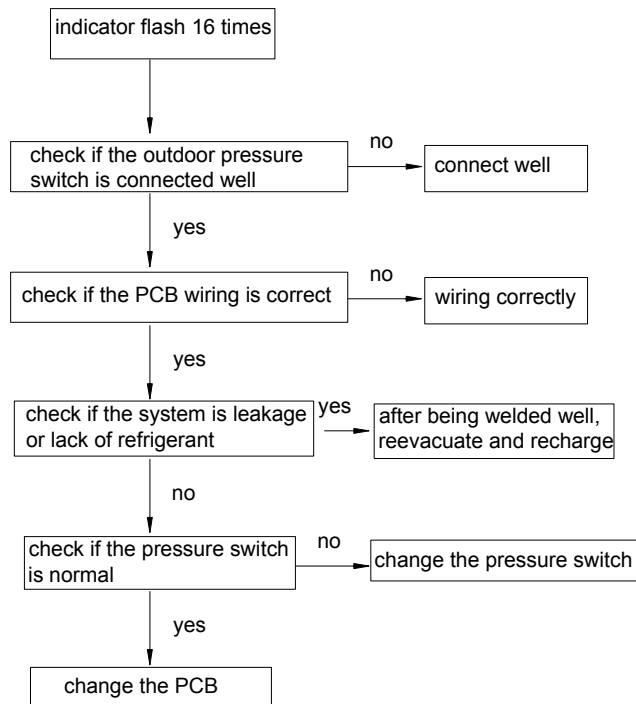 indicator flash 16 times
check if the outdoor pressure
switch is connected well
no
connect well
yes
check if the PCB wiring is correct
no
wiring correctly
yes
check if the system is leakage
or lack of refrigerant
yes
after being welded well,
reevacuate and recharge
no
check if the pressure switch
is normal
no
change the pressure switch
yes
change the PCB